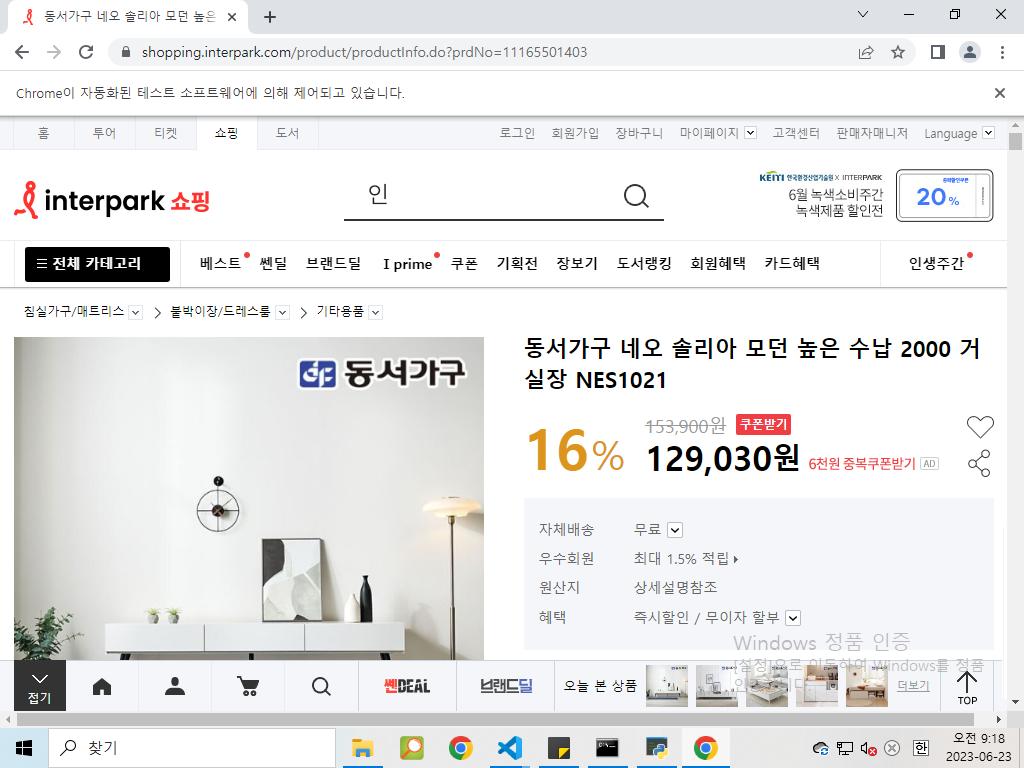 동서가구 네오 솔리아 모던 높은
shopping.interpark.com/product/productInfo.do?prdNo=11165501403
Chrome이 자동화된 테스트 소프트웨어에 의해 제어되고 있습니다.
홈 투어 티켓 쇼핑 도서 로그인 회원가입 장바구니 마이페이지 고객센터 판매자매니저 Language
interpark 쇼핑
인
KEITI 한국환경산업기술원 X INTERPARK
6월 녹색소비주간
녹색제품 할인전
중복할인쿠폰
20%
전체 카테고리 베스트 쎈딜 브랜드딜 I prime 쿠폰 기획전 장보기 도서랭킹 회원혜택 카드혜택 인생주간
침실가구/매트리스 붙박이장/드레스룸 기타용품
동서가구
동서가구 네오 솔리아 모던 높은 수납 2000 거
실장 NES1021
16%
153,900원 쿠폰받기
129,030원 6천원 중복쿠폰받기 AD
자체배송 무료
우수회원 최대 1.5% 적립
원산지 상세설명참조
혜택 즉시할인 / 무이자 할부
Windows 정품 인증
[설정]으로 이동하여 Windows를 정품
접기 쎈DEAL 브랜드딜 오늘 본 상품 더보기 TOP
찾기
한
오전 9:18
2023-06-23